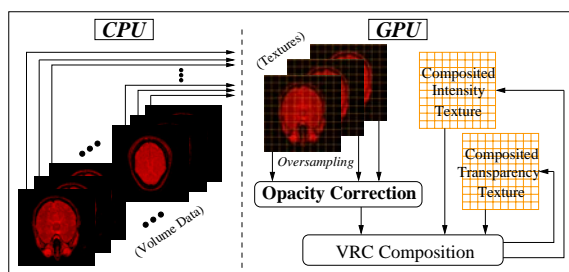 CPU
GPU
(Textures)
Composited
Intensity
Texture
Oversampling
Composited
Transparency
Texture
Opacity Correction
(Volume Data)
VRC Composition